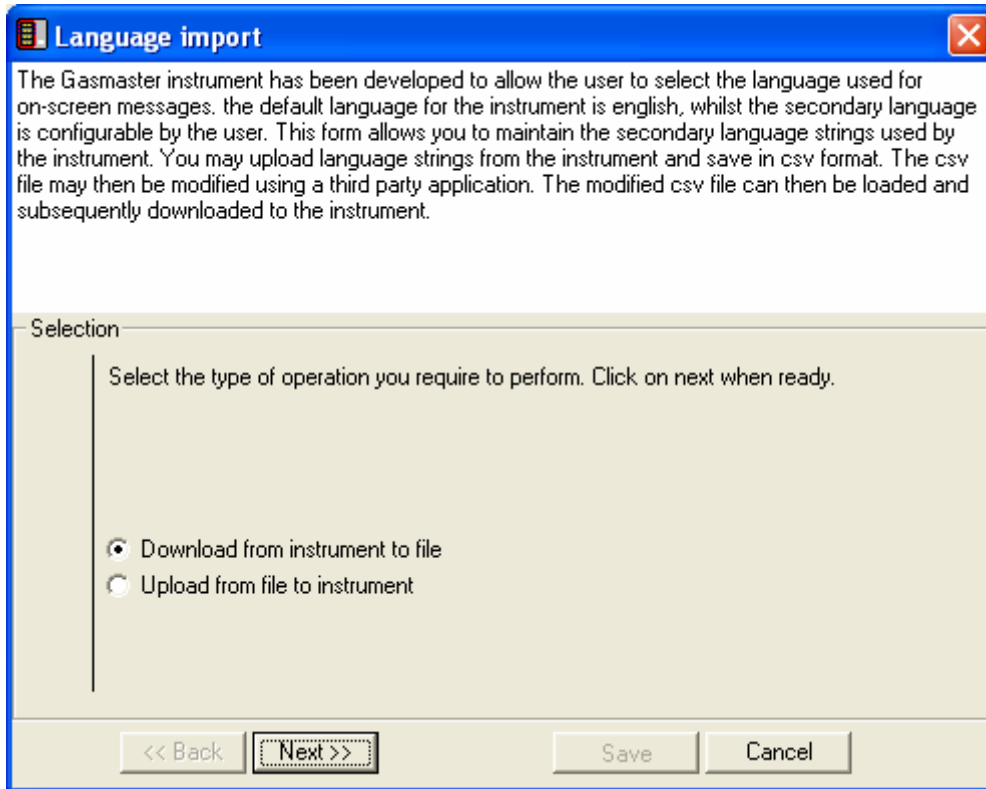 Language import
The Gasmaster instrument has been developed to allow the user to select the language used for
on-screen messages. the default language for the instrument is english, whilst the secondary language
is configurable by the user. This form allows you to maintain the secondary language strings used by
the instrument. You may upload language strings from the instrument and save in csv format. The csv
file may then be modified using a third party application. The modified csv file can then be loaded and
subsequently downloaded to the instrument.
Selection
Select the type of operation you require to perform. Click on next when ready.
Download from instrument to file
Upload from file to instrument
<< Back Next >> Save Cancel